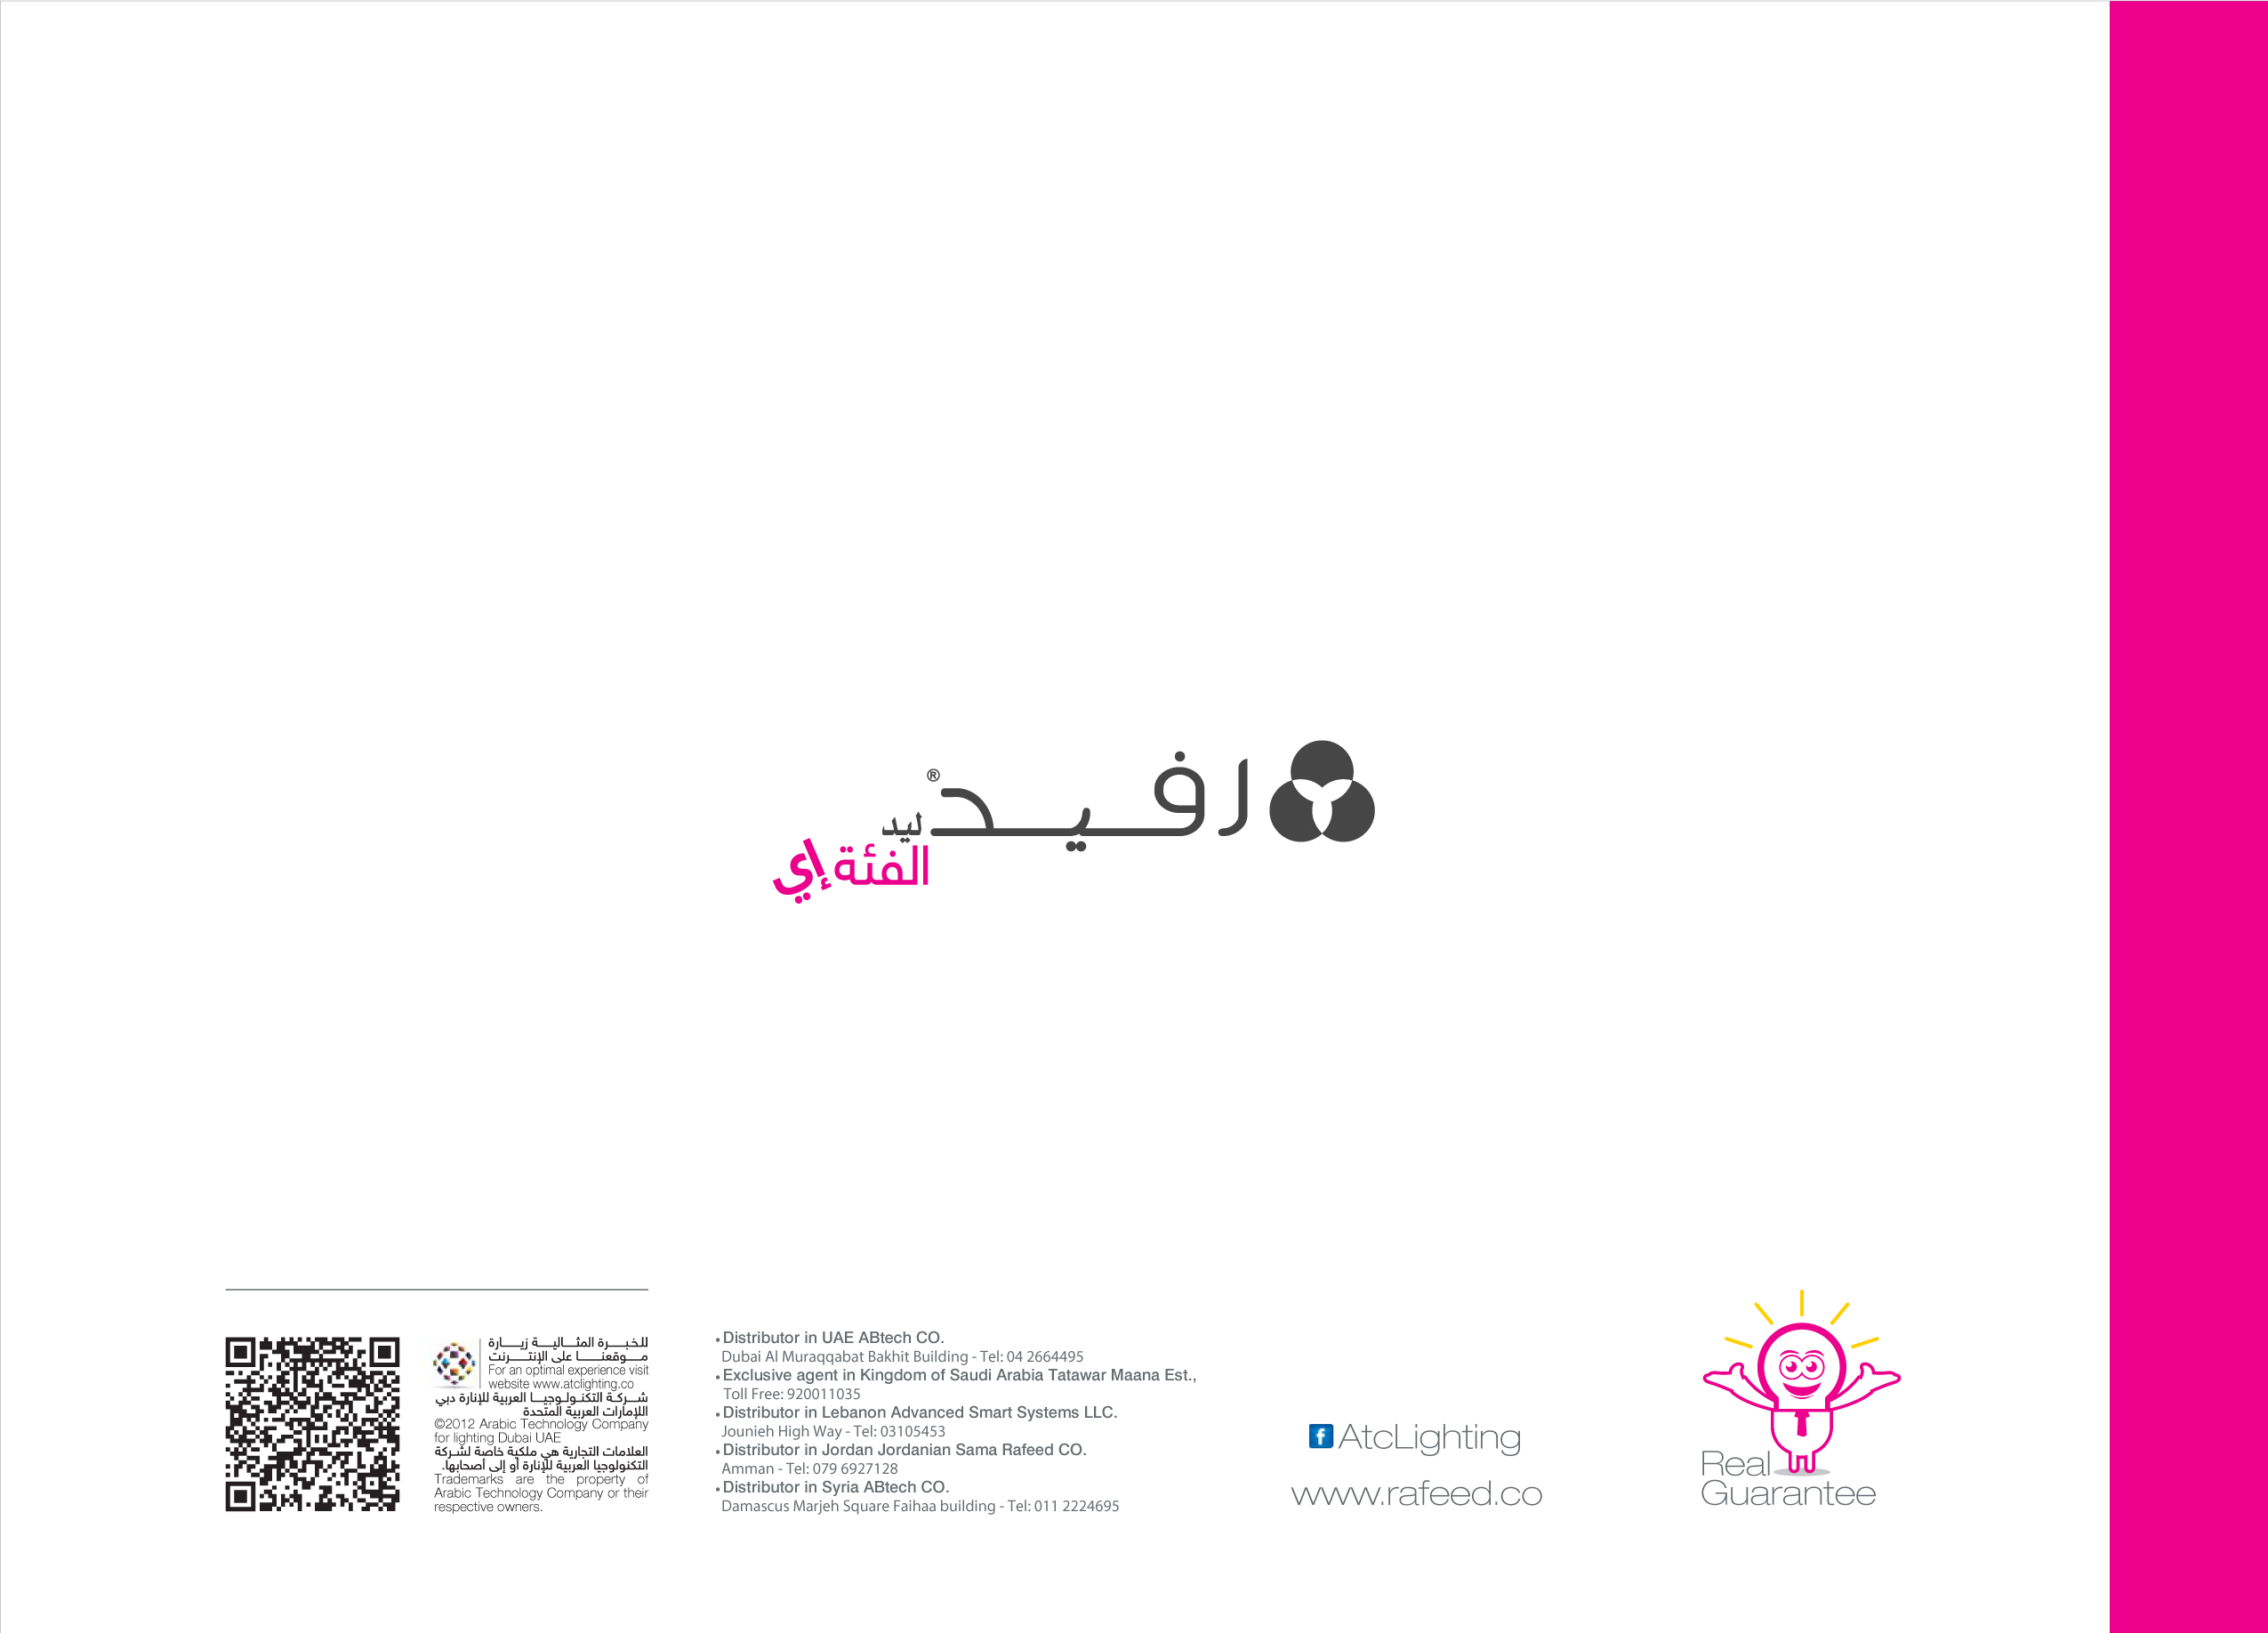 رفيد®
ليد
الفئة إي
للخبرة المثالية زيارة
موقعنا على الإنترنت
For an optimal experience visit
website www.atclighting.co
شركة التكنولوجيا العربية للإنارة دبي
اللإمارات العربية المتحدة
©2012 Arabic Technology Company
for lighting Dubai UAE
العلامات التجارية هي ملكية خاصة لشركة
التكنولوجيا العربية للإنارة أو إلى أصحابها.
Trademarks are the property of
Arabic Technology Company or their
respective owners.
• Distributor in UAE ABtech CO.
Dubai Al Muraqqabat Bakhit Building - Tel: 04 2664495
• Exclusive agent in Kingdom of Saudi Arabia Tatawar Maana Est.,
Toll Free: 920011035
• Distributor in Lebanon Advanced Smart Systems LLC.
Jounieh High Way - Tel: 03105453
• Distributor in Jordan Jordanian Sama Rafeed CO.
Amman - Tel: 079 6927128
• Distributor in Syria ABtech CO.
Damascus Marjeh Square Faihaa building - Tel: 011 2224695
AtcLighting
www.rafeed.co
Real
Guarantee